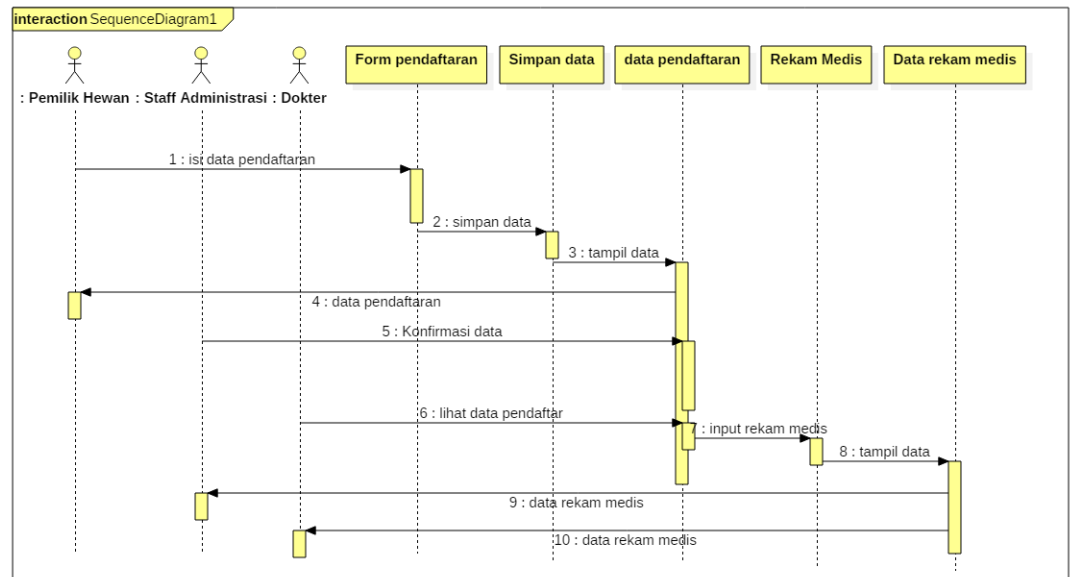 interaction SequenceDiagram1
Form pendaftaran
Simpan data
data pendaftaran
Rekam Medis
Data rekam medis
: Pemilik Hewan
: Staff Administrasi
: Dokter
1 : isi data pendaftaran
2 : simpan data
3 : tampil data
4 : data pendaftaran
5 : Konfirmasi data
6 : lihat data pendaftar
7 : input rekam medis
8 : tampil data
9 : data rekam medis
10 : data rekam medis